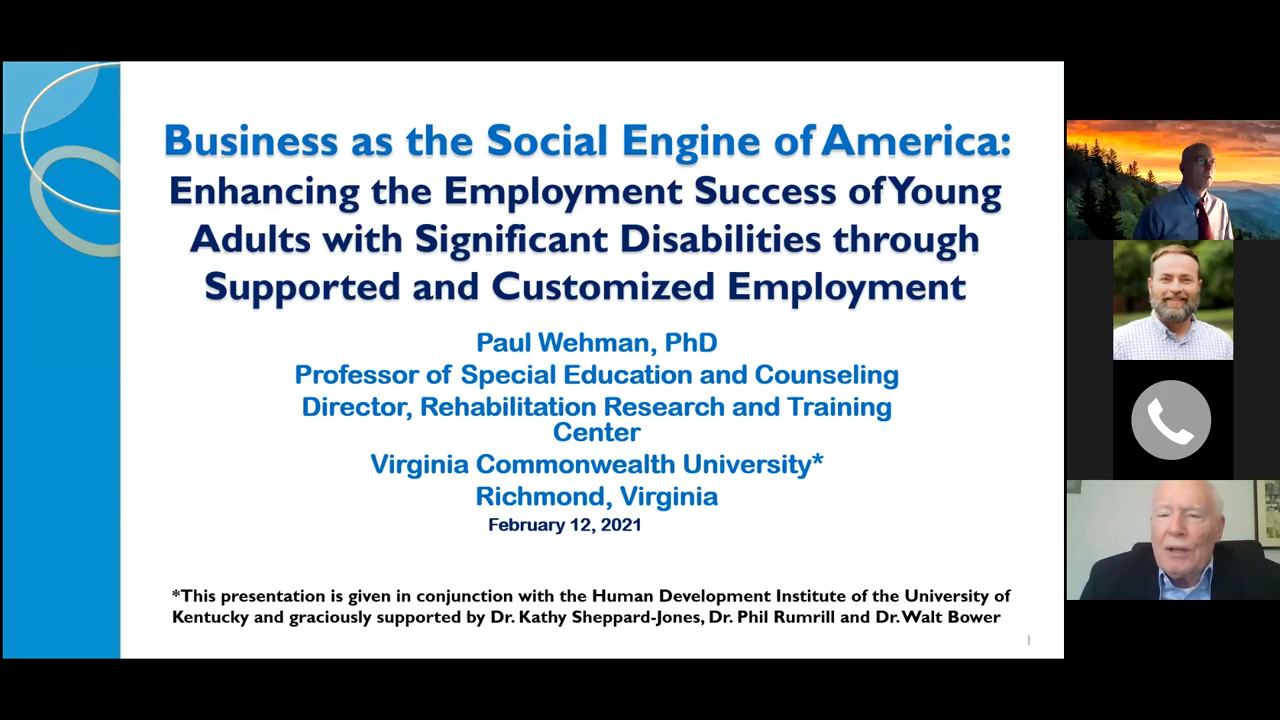 Business as the Social Engine of America:
Enhancing the Employment Success of Young
Adults with Significant Disabilities through
Supported and Customized Employment
Paul Wehman, PhD
Professor of Special Education and Counseling
Director, Rehabilitation Research and Training
Center
Virginia Commonwealth University*
Richmond, Virginia
February 12, 2021
*This presentation is given in conjunction with the Human Development Institute of the University of
Kentucky and graciously supported by Dr. Kathy Sheppard-Jones, Dr. Phil Rumrill and Dr. Walt Bower
1